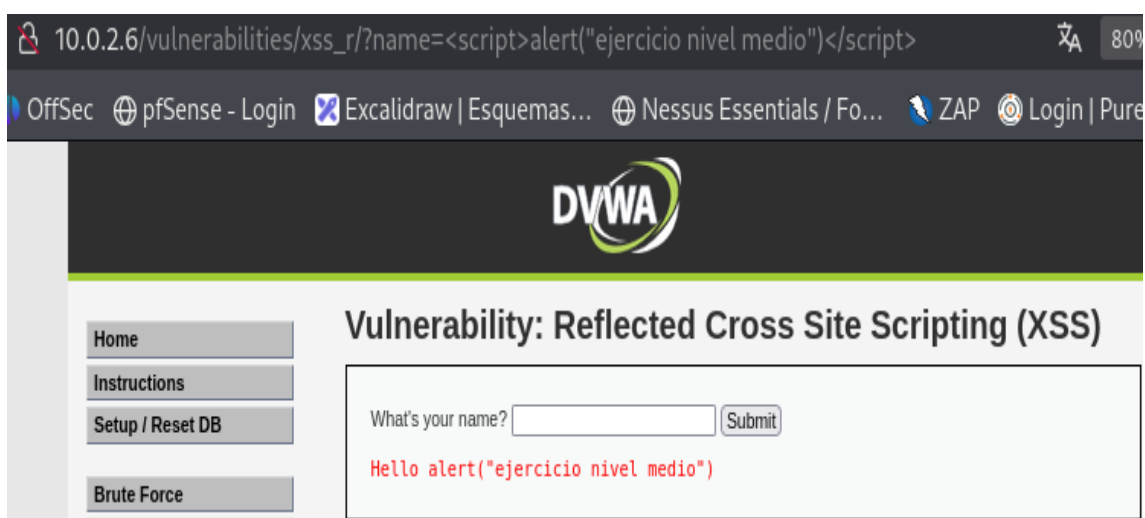 10.0.2.6/vulnerabilities/xss_r/?name=<script>alert("ejercicio nivel medio")</script> 80%
OffSec pfSense - Login Excalidraw | Esquemas... Nessus Essentials / Fo... ZAP Login | Pure
DVWA
Vulnerability: Reflected Cross Site Scripting (XSS)
Home
Instructions
Setup / Reset DB
Brute Force
What's your name? Submit
Hello alert("ejercicio nivel medio")